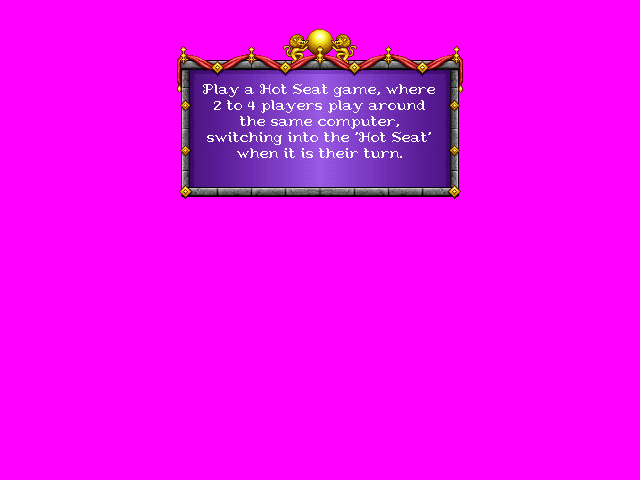 Play a Hot Seat game, where
2 to 4 players play around
the same computer,
switching into the 'Hot Seat'
when it is their turn.